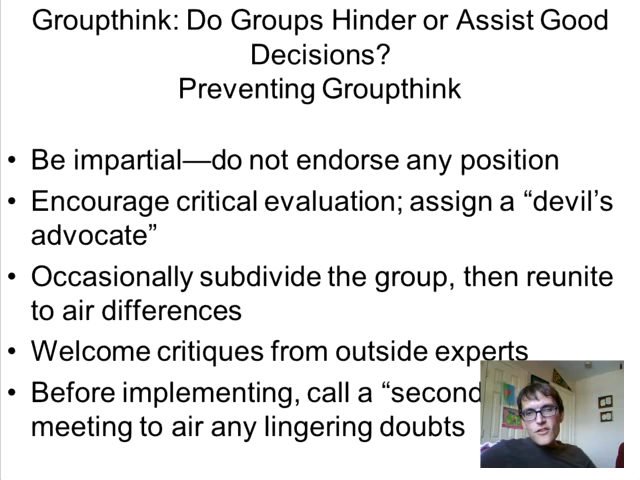 Groupthink: Do Groups Hinder or Assist Good
Decisions?
Preventing Groupthink
• Be impartial—do not endorse any position
• Encourage critical evaluation; assign a “devil’s
advocate”
• Occasionally subdivide the group, then reunite
to air differences
• Welcome critiques from outside experts
• Before implementing, call a “second
meeting to air any lingering doubts